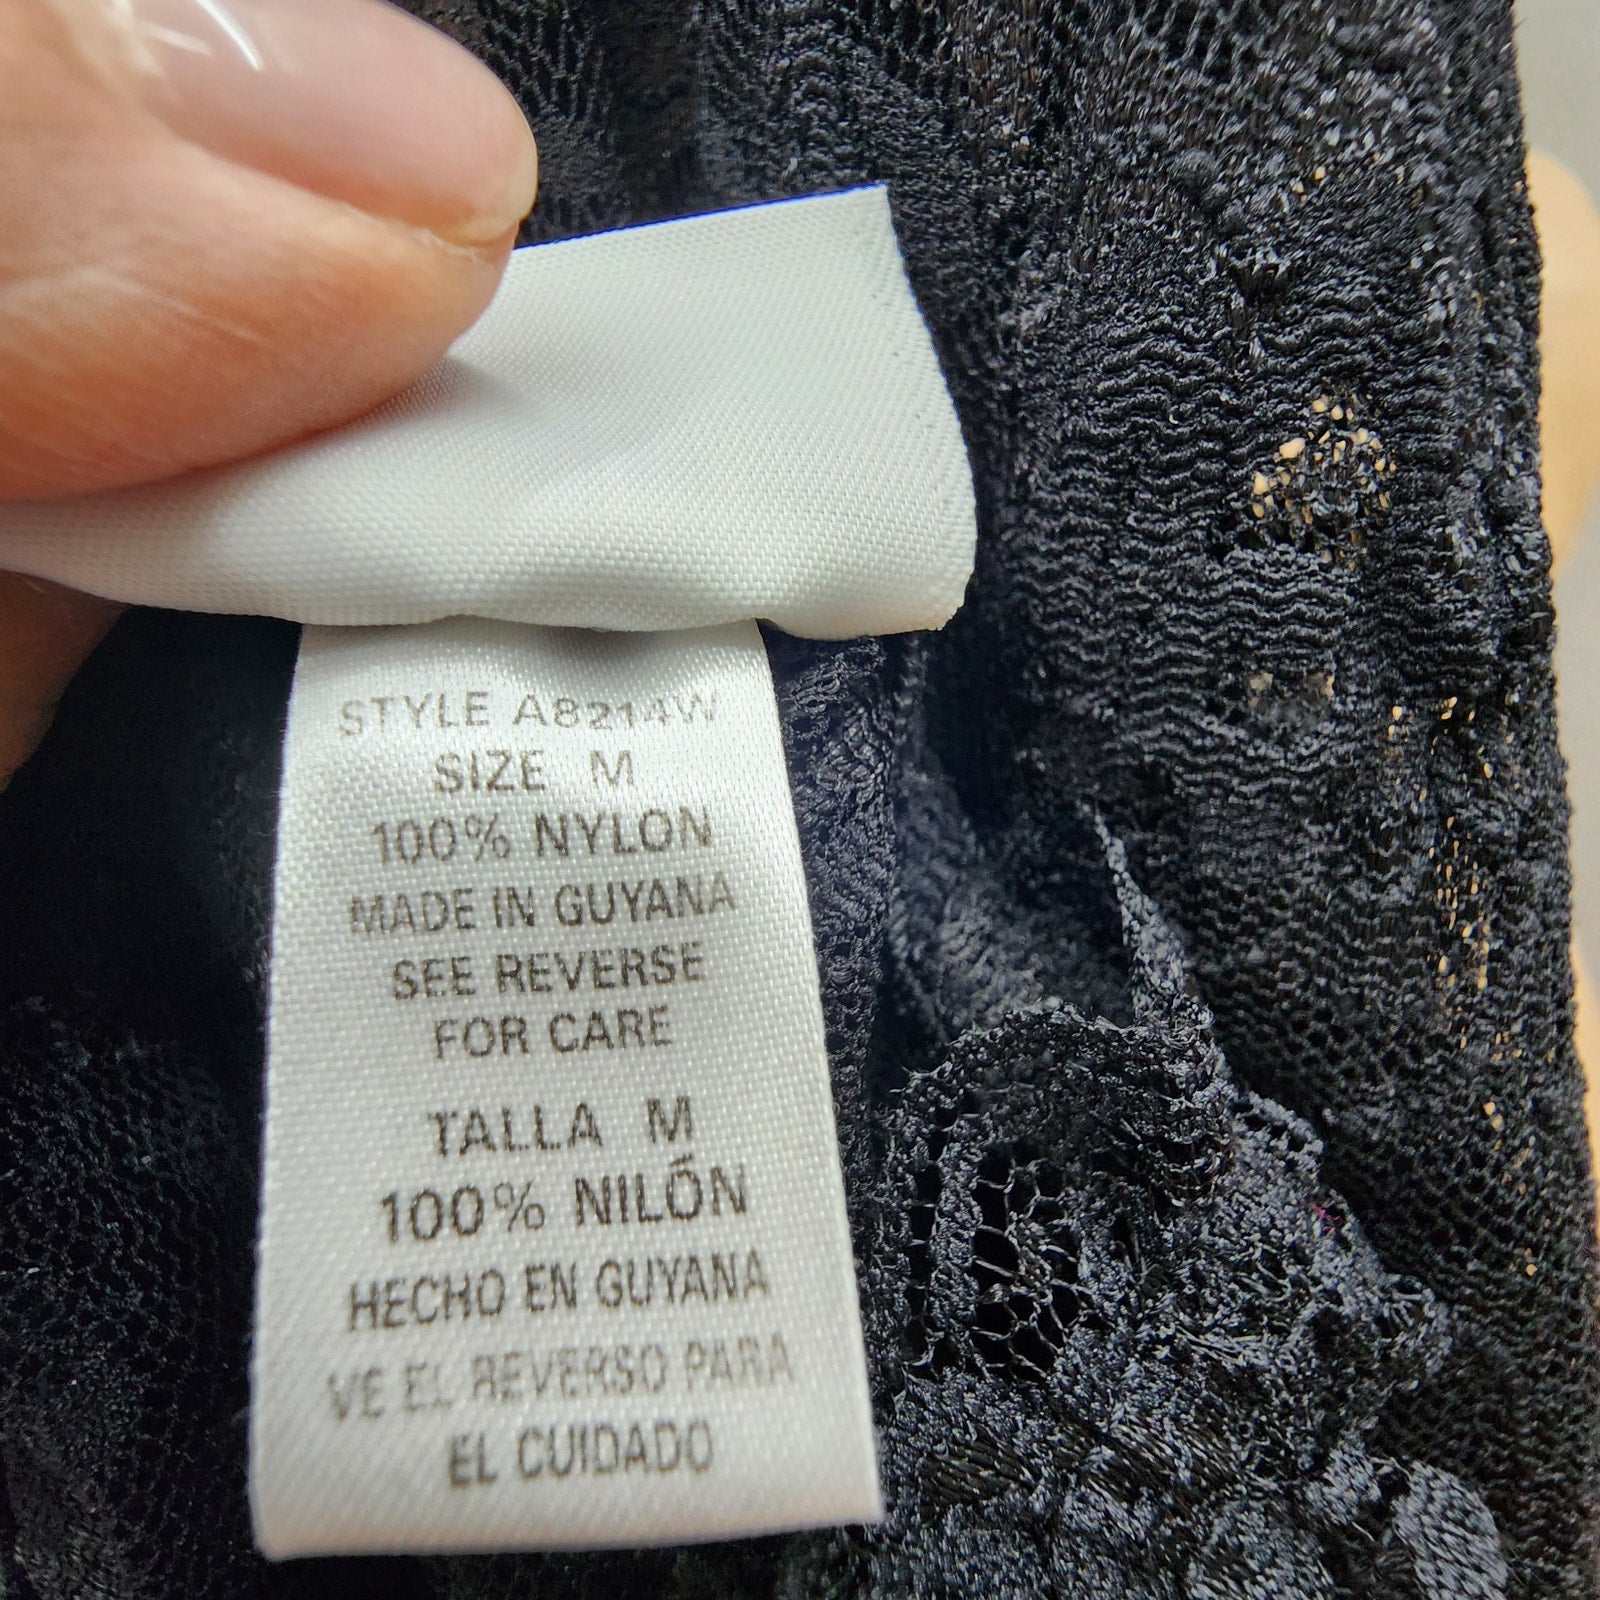 STYLE A8214W
SIZE M
100% NYLON
MADE IN GUYANA
SEE REVERSE
FOR CARE
TALLA M
100% NILÓN
HECHO EN GUYANA
VE EL REVERSO PARA
EL CUIDADO